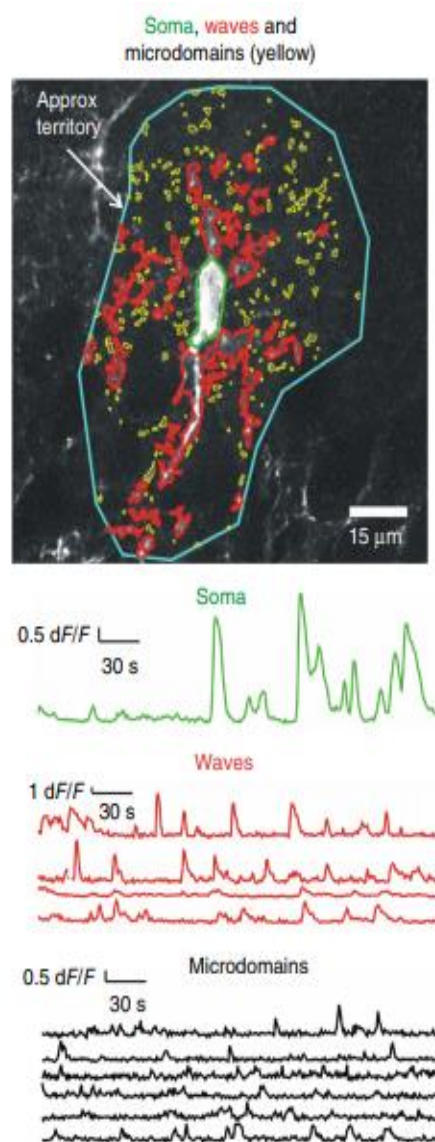 Soma, waves and
microdomains (yellow)
Approx
territory
15 µm
Soma
0.5 dF/F
30 s
Waves
1 dF/F
30 s
Microdomains
0.5 dF/F
30 s